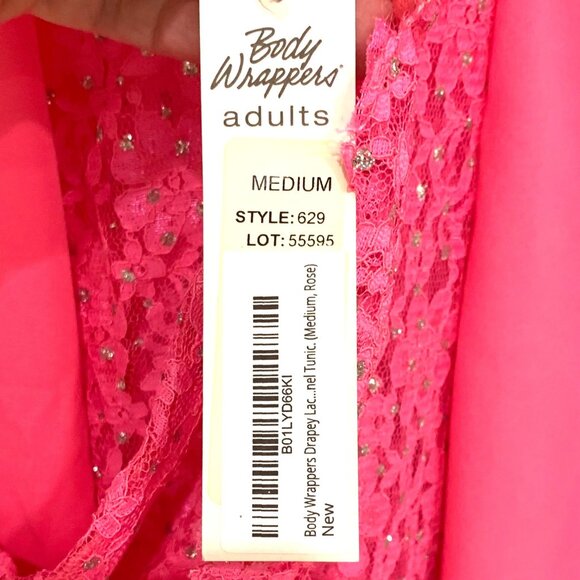 Body
Wrappers®
adults
MEDIUM
STYLE: 629
LOT: 55595
B01LYD66KI
Body Wrappers Drapey Lac...nel Tunic. (Medium, Rose)
New